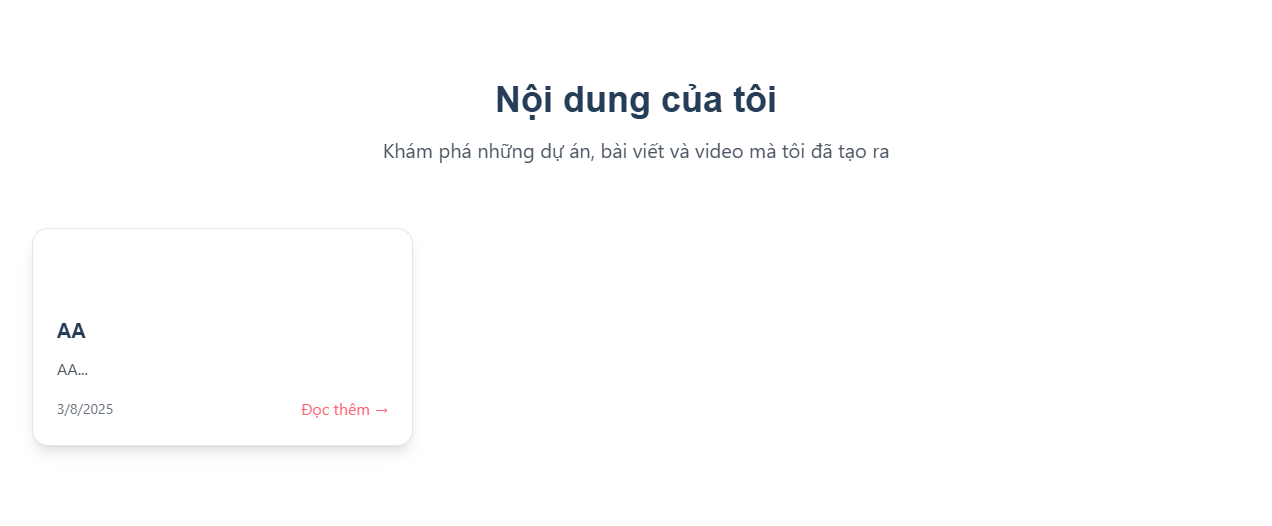 Nội dung của tôi
Khám phá những dự án, bài viết và video mà tôi đã tạo ra
AA
AA...
3/8/2025 Đọc thêm →